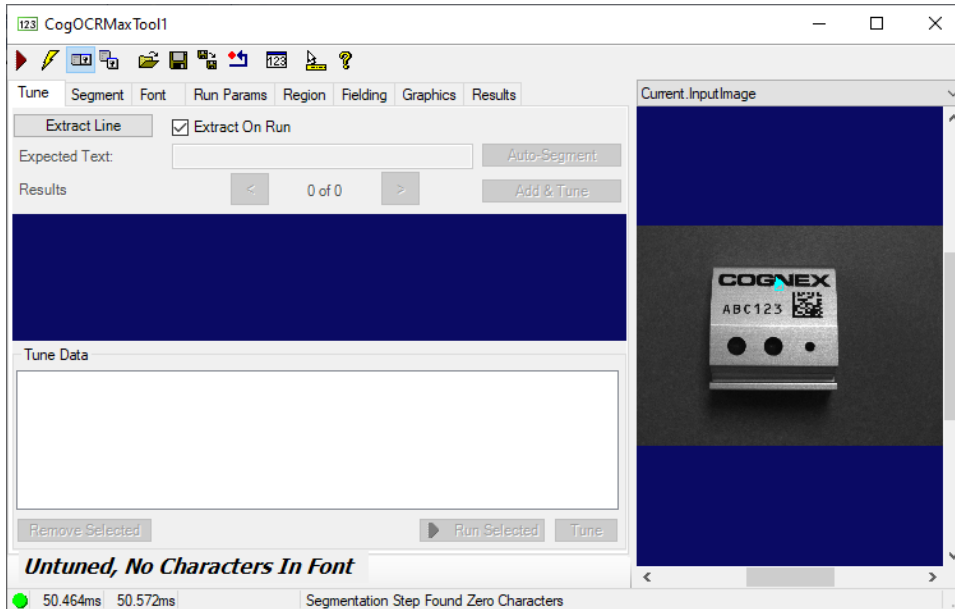 CogOCRMaxTool1
Tune Segment Font Run Params Region Fielding Graphics Results
Extract Line Extract On Run
Expected Text: Auto-Segment
Results < 0 of 0 > Add & Tune
Tune Data
Remove Selected Run Selected Tune
Untuned, No Characters In Font
50.464ms 50.572ms Segmentation Step Found Zero Characters
Current.InputImage
COGNEX
ABC123